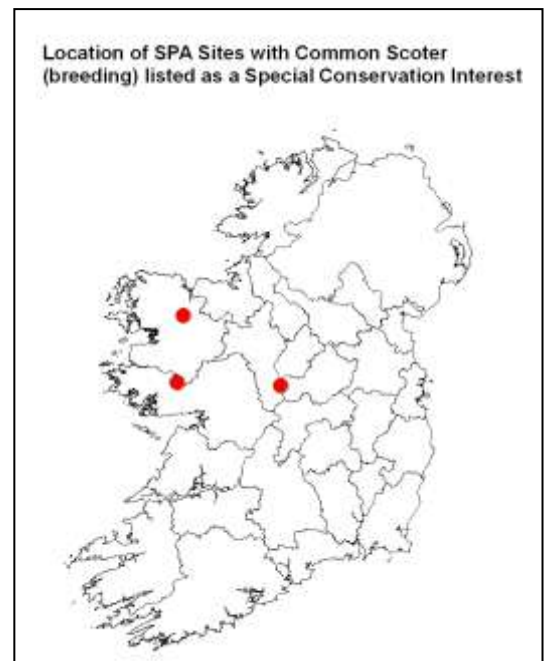 Location of SPA Sites with Common Scoter
(breeding) listed as a Special Conservation Interest